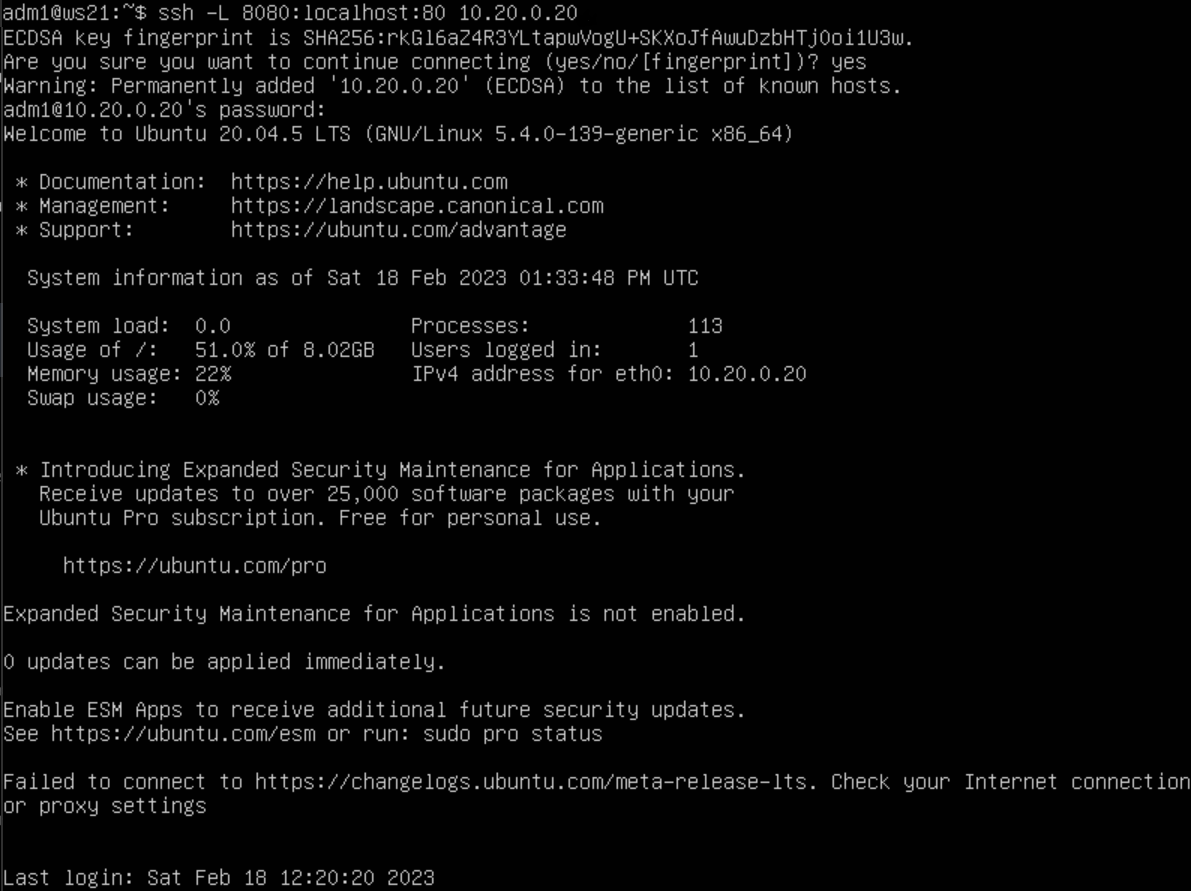 adm1@ws21:~$ ssh -L 8080:localhost:80 10.20.0.20
ECDSA key fingerprint is SHA256:rkGl6aZ4R3YLtapwVogU+SKXoJfAwuDzbHTjOoi1U3w.
Are you sure you want to continue connecting (yes/no/[fingerprint])? yes
Warning: Permanently added '10.20.0.20' (ECDSA) to the list of known hosts.
adm1@10.20.0.20's password:
Welcome to Ubuntu 20.04.5 LTS (GNU/Linux 5.4.0-139-generic x86_64)
* Documentation:  https://help.ubuntu.com
* Management:     https://landscape.canonical.com
* Support:        https://ubuntu.com/advantage
System information as of Sat 18 Feb 2023 01:33:48 PM UTC
System load:  0.0               Processes:             113
Usage of /:   51.0% of 8.02GB   Users logged in:       1
Memory usage: 22%               IPv4 address for eth0: 10.20.0.20
Swap usage:   0%
* Introducing Expanded Security Maintenance for Applications.
Receive updates to over 25,000 software packages with your
Ubuntu Pro subscription. Free for personal use.
https://ubuntu.com/pro
Expanded Security Maintenance for Applications is not enabled.
0 updates can be applied immediately.
Enable ESM Apps to receive additional future security updates.
See https://ubuntu.com/esm or run: sudo pro status
Failed to connect to https://changelogs.ubuntu.com/meta-release-lts. Check your Internet connection
or proxy settings
Last login: Sat Feb 18 12:20:20 2023